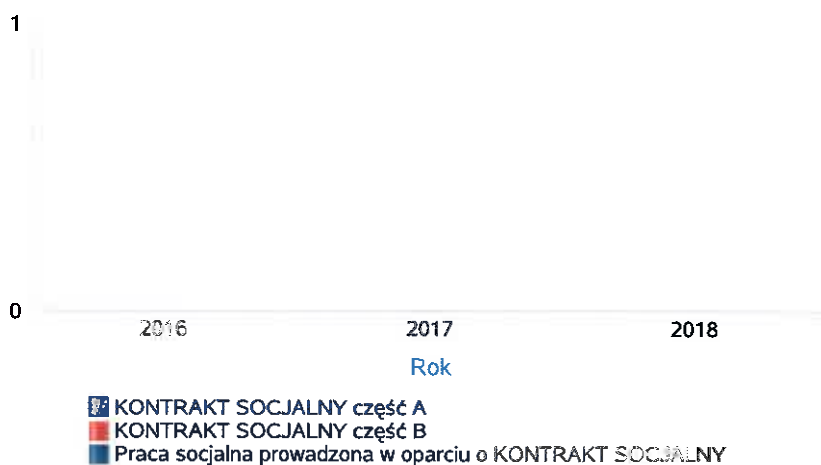 1
0
2016 2017 2018
Rok
KONTRAKT SOCJALNY część A
KONTRAKT SOCJALNY część B
Praca socjalna prowadzona w oparciu o KONTRAKT SOCJALNY